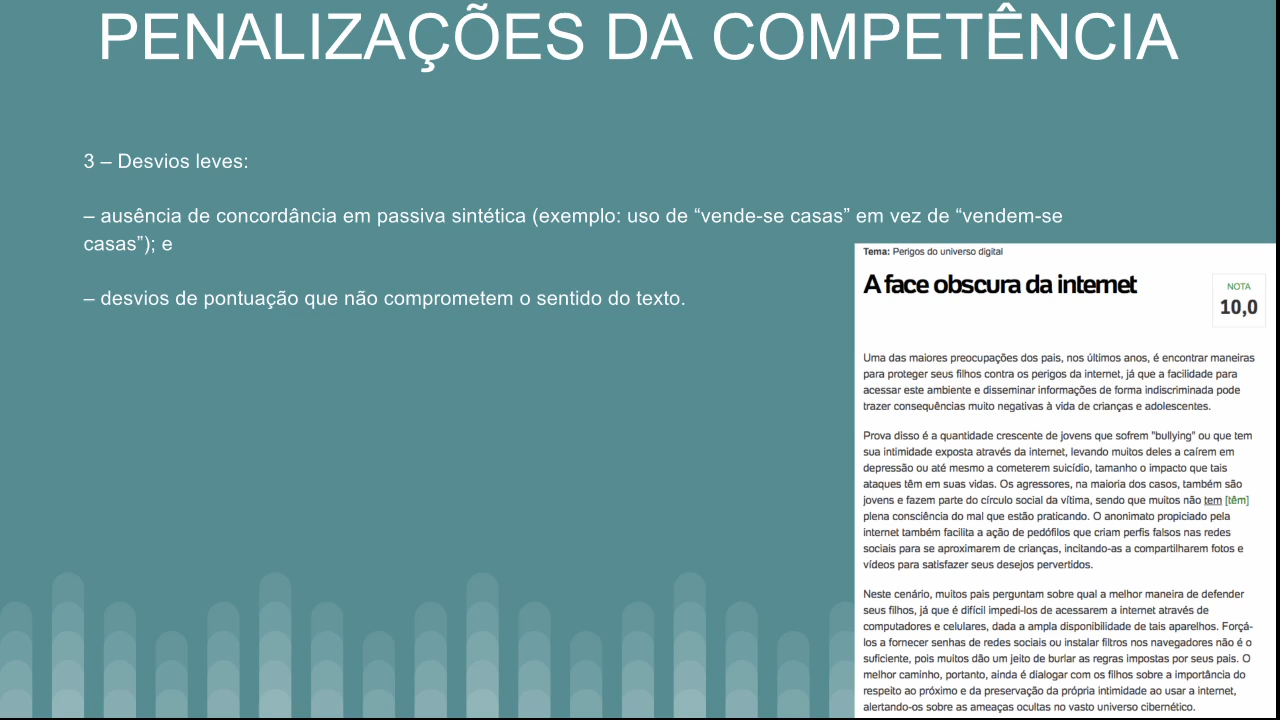 PENALIZAÇÕES DA COMPETÊNCIA
3 – Desvios leves:
– ausência de concordância em passiva sintética (exemplo: uso de “vende-se casas” em vez de “vendem-se
casas”); e
– desvios de pontuação que não comprometem o sentido do texto.
Tema: Perigos do universo digital
A face obscura da internet
NOTA
10,0
Uma das maiores preocupações dos pais, nos últimos anos, é encontrar maneiras
para proteger seus filhos contra os perigos da internet, já que a facilidade para
acessar este ambiente e disseminar informações de forma indiscriminada pode
trazer consequências muito negativas à vida de crianças e adolescentes.
Prova disso é a quantidade crescente de jovens que sofrem "bullying" ou que tem
sua intimidade exposta através da internet, levando muitos deles a caírem em
depressão ou até mesmo a cometerem suicídio, tamanho o impacto que tais
ataques têm em suas vidas. Os agressores, na maioria dos casos, também são
jovens e fazem parte do círculo social da vítima, sendo que muitos não tem [têm]
plena consciência do mal que estão praticando. O anonimato propiciado pela
internet também facilita a ação de pedófilos que criam perfis falsos nas redes
sociais para se aproximarem de crianças, incitando-as a compartilharem fotos e
vídeos para satisfazer seus desejos pervertidos.
Neste cenário, muitos pais perguntam sobre qual a melhor maneira de defender
seus filhos, já que é difícil impedi-los de acessarem a internet através de
computadores e celulares, dada a ampla disponibilidade de tais aparelhos. Forçá-
los a fornecer senhas de redes sociais ou instalar filtros nos navegadores não é o
suficiente, pois muitos dão um jeito de burlar as regras impostas por seus pais. O
melhor caminho, portanto, ainda é dialogar com os filhos sobre a importância do
respeito ao próximo e da preservação da própria intimidade ao usar a internet,
alertando-os sobre as ameaças ocultas no vasto universo cibernético.